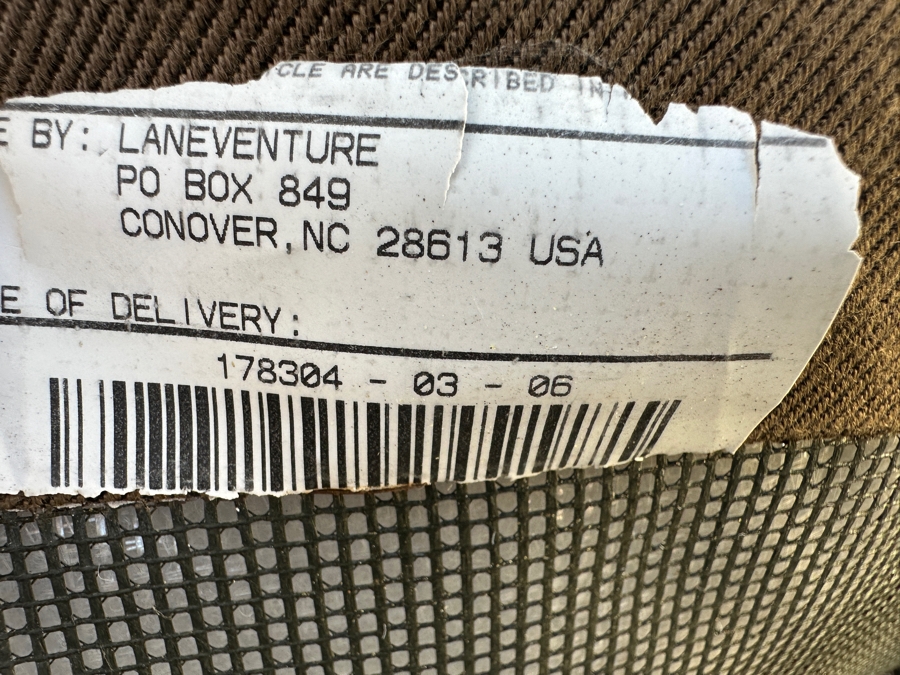 CLE ARE DESCRIBED IN
E BY: LANEVENTURE
PO BOX 849
CONOVER, NC 28613 USA
E OF DELIVERY:
178304 - 03 - 06